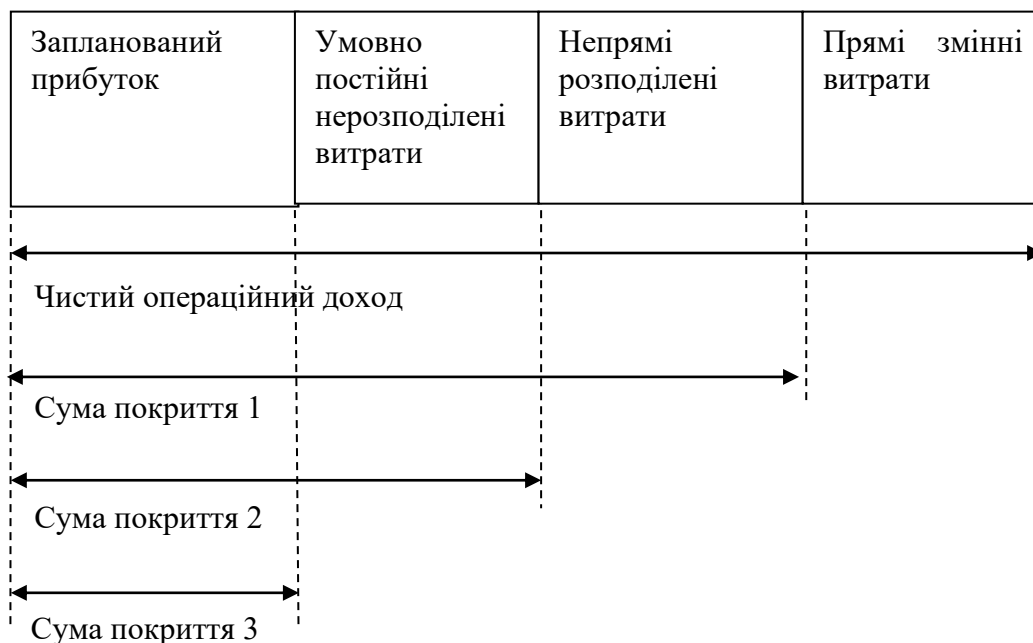 Запланований
прибуток
Умовно
постійні
нерозподілені
витрати
Непрямі
розподілені
витрати
Прямі змінні
витрати
Чистий операційний доход
Сума покриття 1
Сума покриття 2
Сума покриття 3